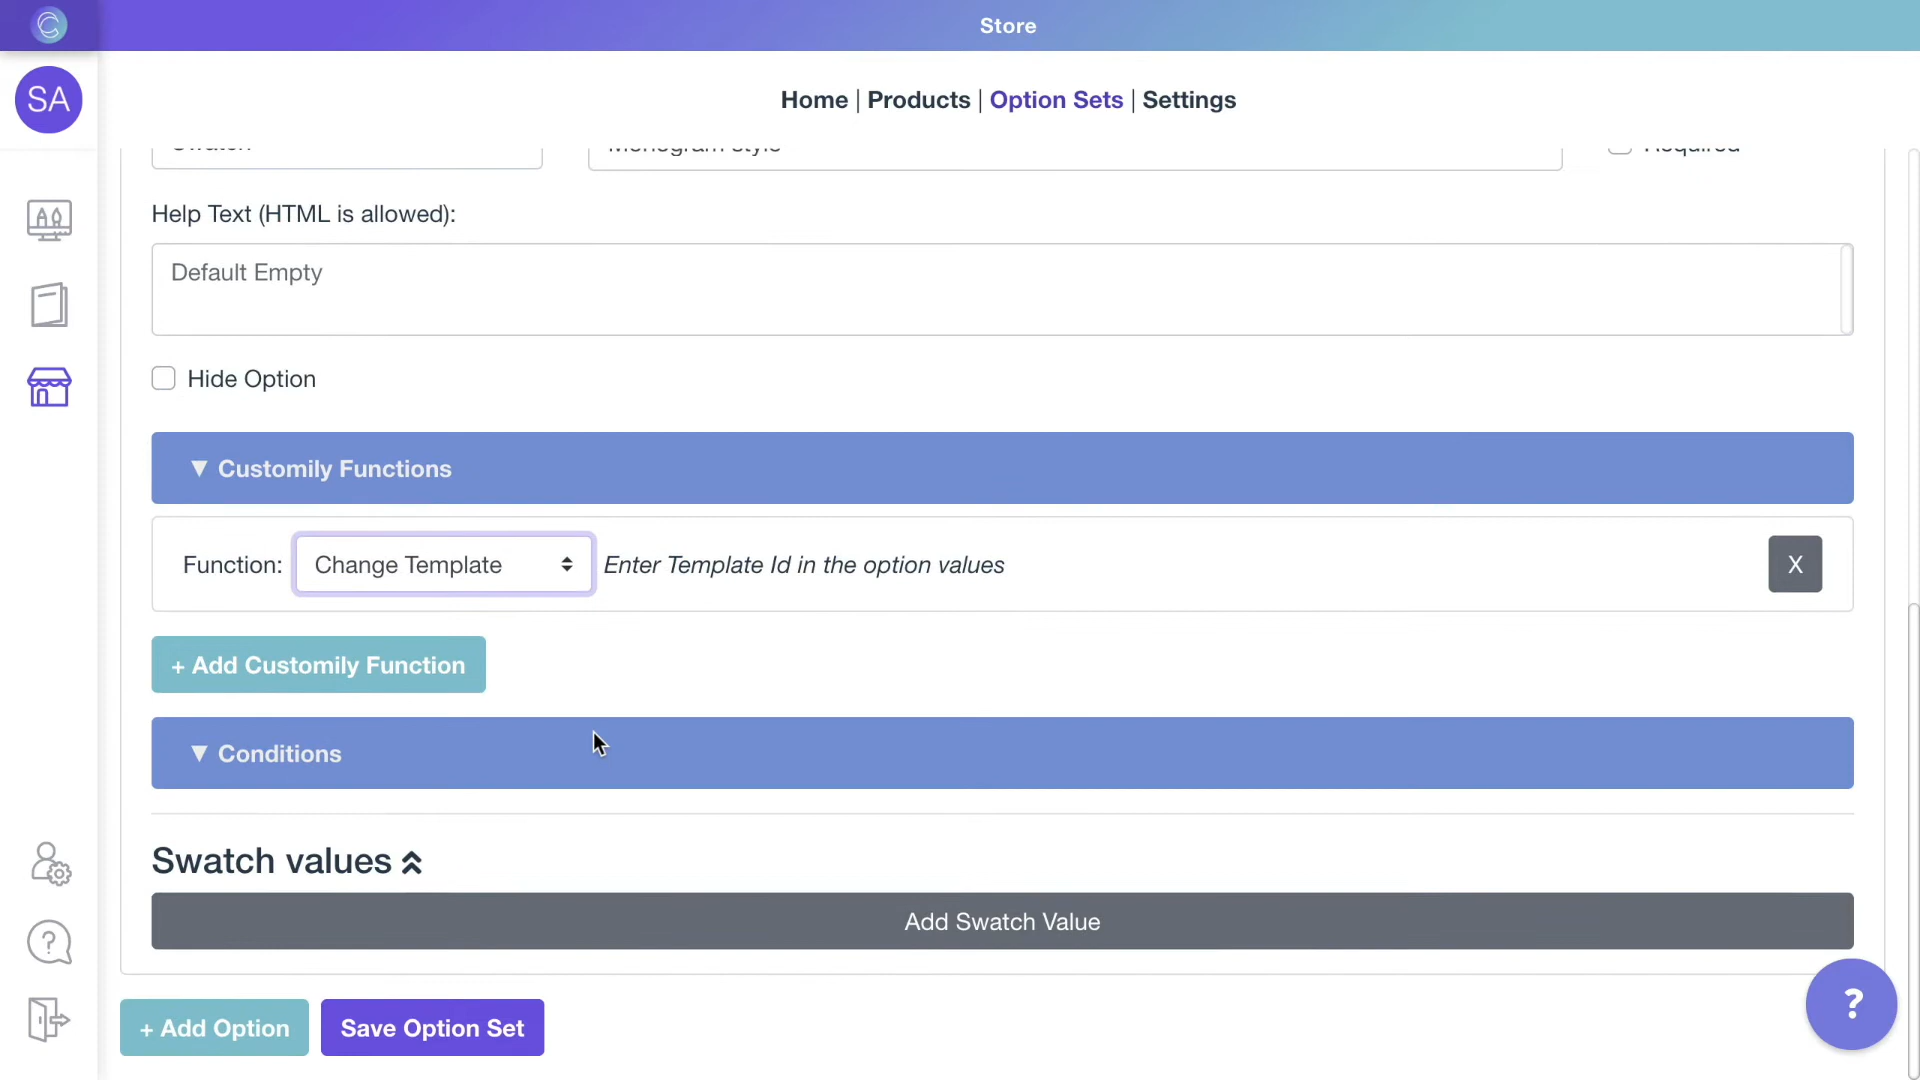 Store
SA
Home | Products | Option Sets | Settings
Help Text (HTML is allowed):
Default Empty
Hide Option
▼ Customily Functions
Function: Change Template Enter Template Id in the option values X
+ Add Customily Function
▼ Conditions
Swatch values
Add Swatch Value
+ Add Option Save Option Set
?